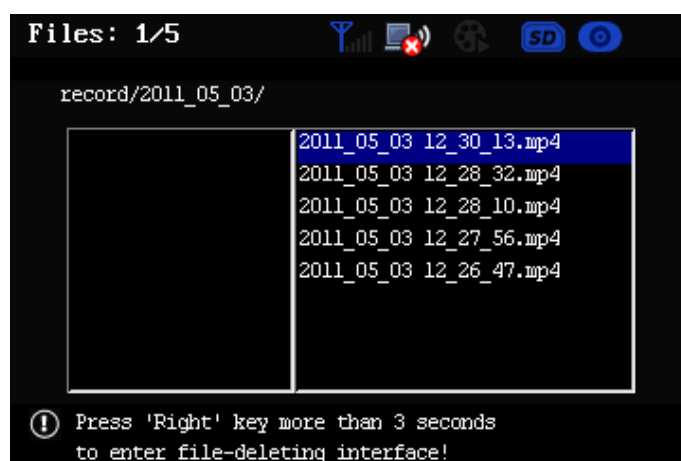 Files: 1/5
SD
record/2011_05_03/
2011_05_03 12_30_13.mp4
2011_05_03 12_28_32.mp4
2011_05_03 12_28_10.mp4
2011_05_03 12_27_56.mp4
2011_05_03 12_26_47.mp4
Press 'Right' key more than 3 seconds
to enter file-deleting interface!